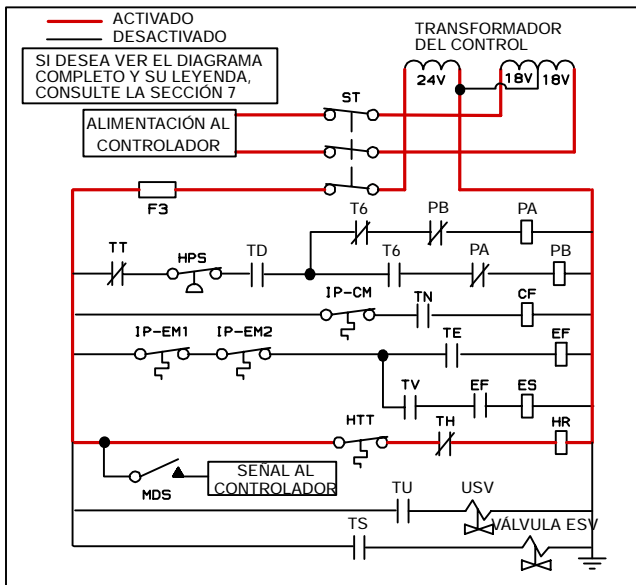 ACTIVADO
DESACTIVADO
TRANSFORMADOR
DEL CONTROL
SI DESEA VER EL DIAGRAMA
COMPLETO Y SU LEYENDA,
CONSULTE LA SECCIÓN 7
24V
18V
18V
ST
ALIMENTACIÓN AL
CONTROLADOR
F3
T6
PB
PA
TT
HPS
TD
T6
PA
PB
IP-CM
TN
CF
IP-EM1
IP-EM2
TE
EF
TV
EF
ES
HTT
TH
HR
MDS
SEÑAL AL
CONTROLADOR
TU
USV
TS
VÁLVULA ESV